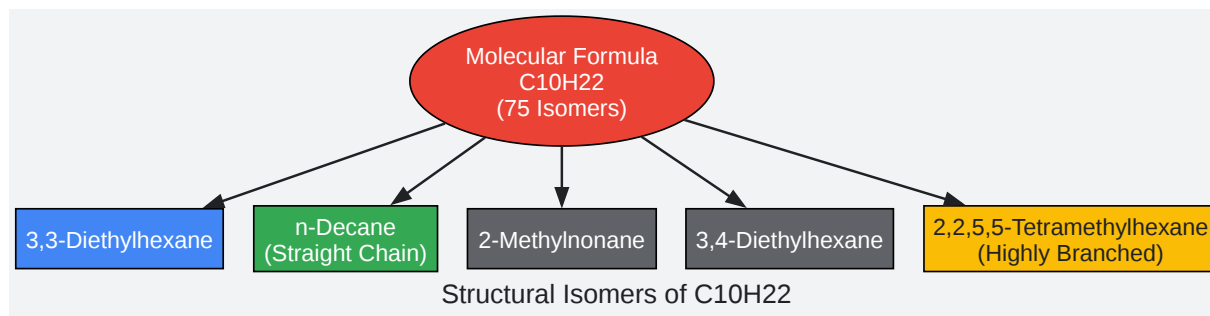 Molecular Formula
C10H22
(75 Isomers)
3,3-Diethylhexane
n-Decane
(Straight Chain)
2-Methylnonane
3,4-Diethylhexane
2,2,5,5-Tetramethylhexane
(Highly Branched)
Structural Isomers of C10H22